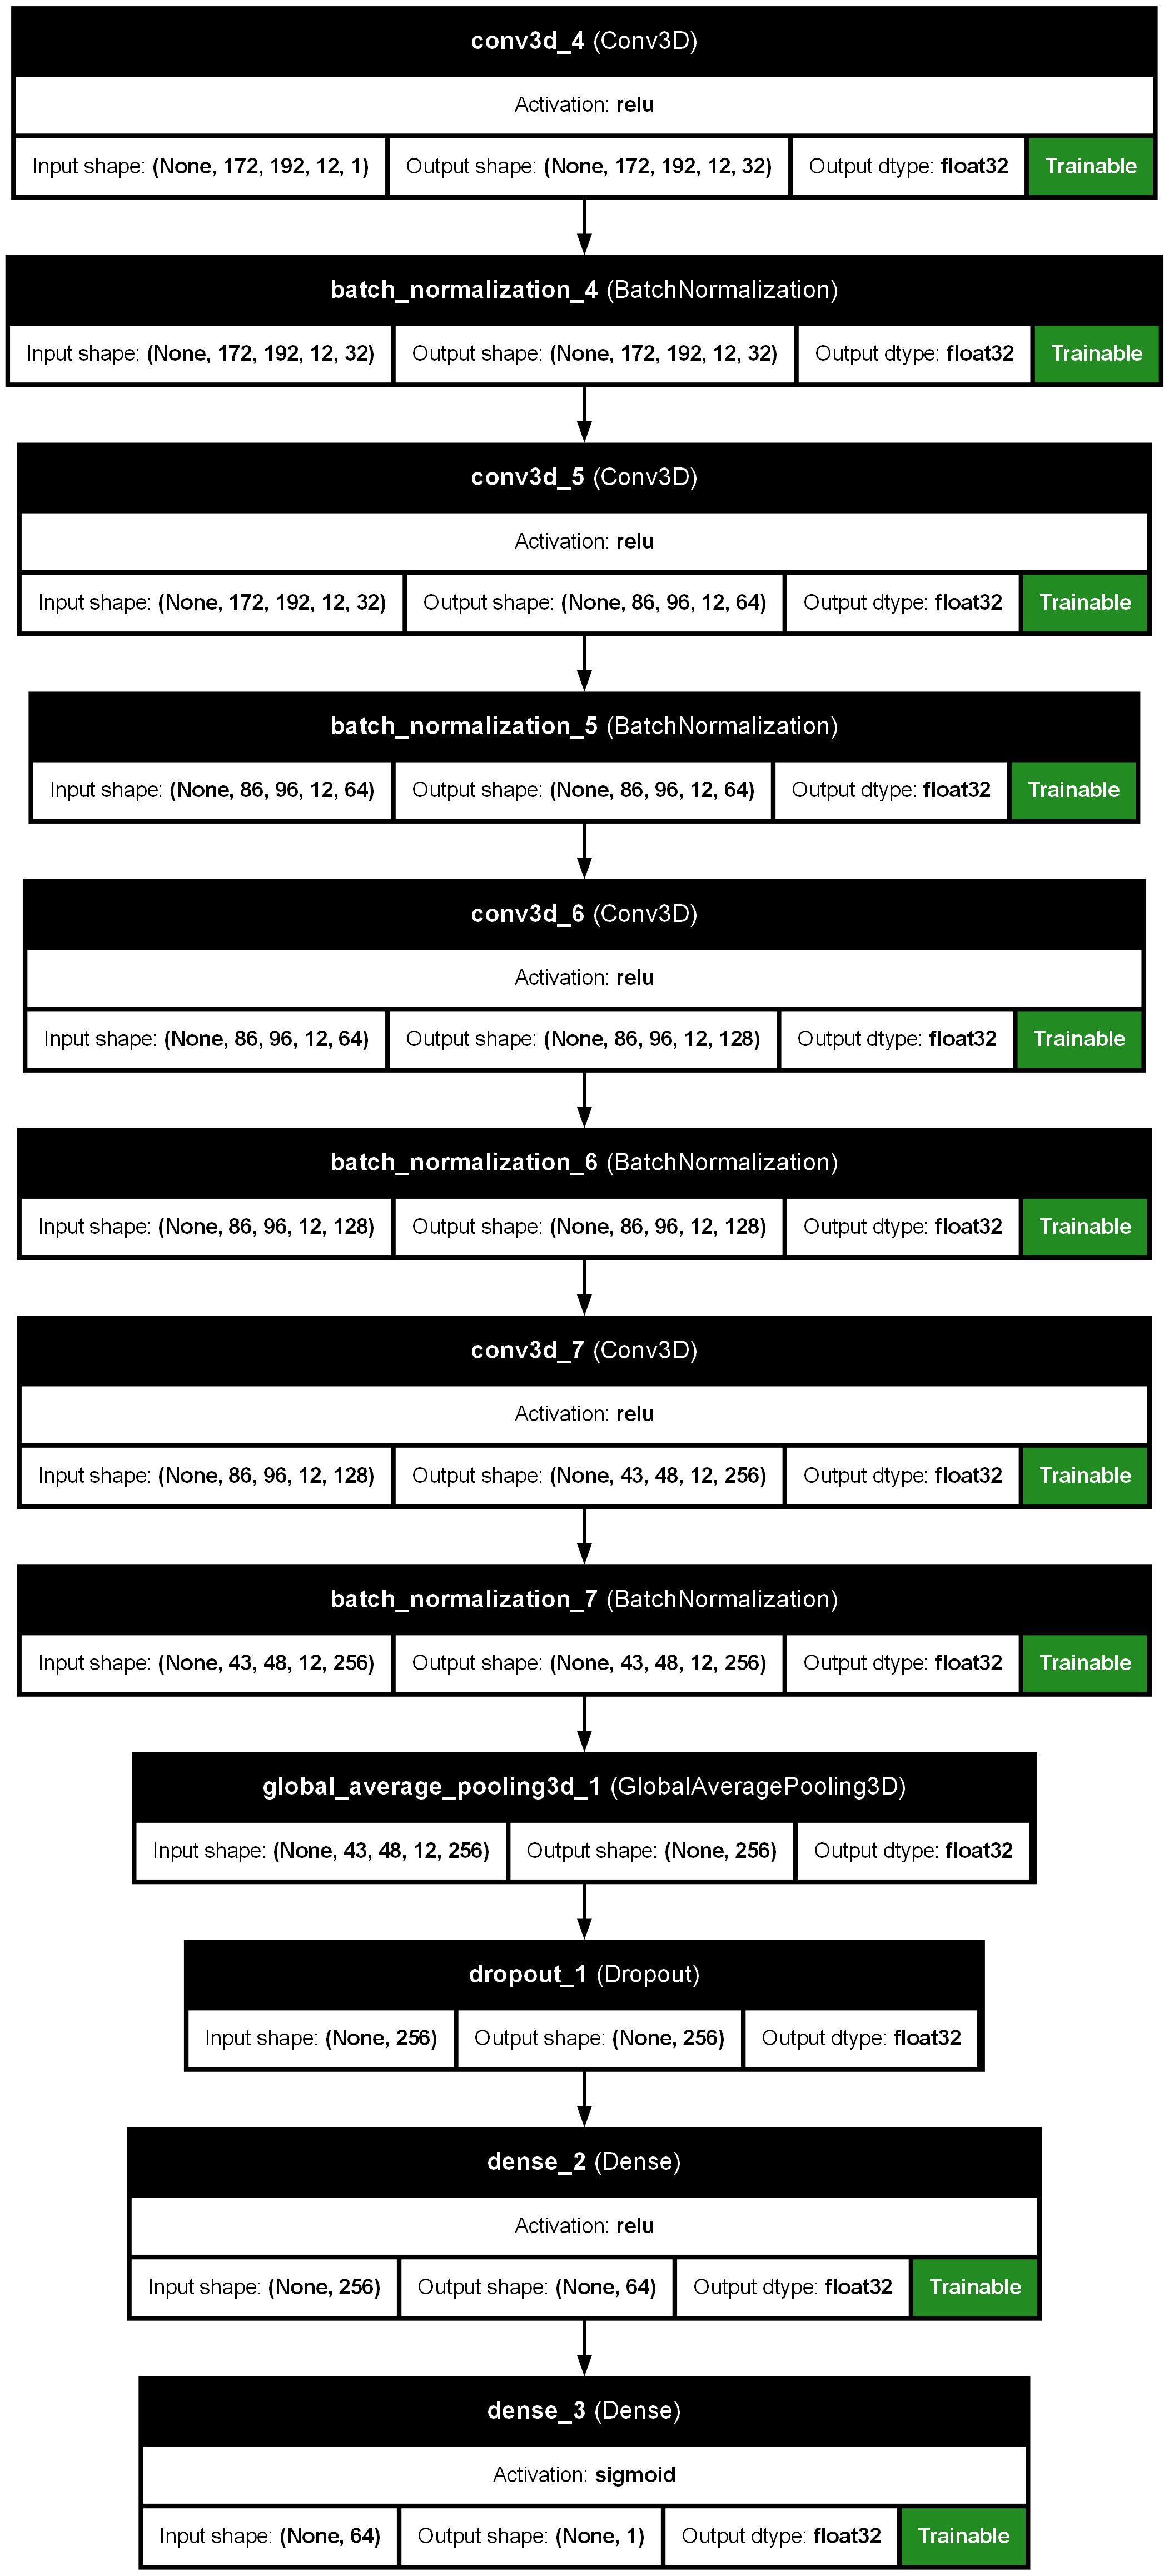 conv3d_4 (Conv3D)
Activation: relu
Input shape: (None, 172, 192, 12, 1) Output shape: (None, 172, 192, 12, 32) Output dtype: float32 Trainable
batch_normalization_4 (BatchNormalization)
Input shape: (None, 172, 192, 12, 32) Output shape: (None, 172, 192, 12, 32) Output dtype: float32 Trainable
conv3d_5 (Conv3D)
Activation: relu
Input shape: (None, 172, 192, 12, 32) Output shape: (None, 86, 96, 12, 64) Output dtype: float32 Trainable
batch_normalization_5 (BatchNormalization)
Input shape: (None, 86, 96, 12, 64) Output shape: (None, 86, 96, 12, 64) Output dtype: float32 Trainable
conv3d_6 (Conv3D)
Activation: relu
Input shape: (None, 86, 96, 12, 64) Output shape: (None, 86, 96, 12, 128) Output dtype: float32 Trainable
batch_normalization_6 (BatchNormalization)
Input shape: (None, 86, 96, 12, 128) Output shape: (None, 86, 96, 12, 128) Output dtype: float32 Trainable
conv3d_7 (Conv3D)
Activation: relu
Input shape: (None, 86, 96, 12, 128) Output shape: (None, 43, 48, 12, 256) Output dtype: float32 Trainable
batch_normalization_7 (BatchNormalization)
Input shape: (None, 43, 48, 12, 256) Output shape: (None, 43, 48, 12, 256) Output dtype: float32 Trainable
global_average_pooling3d_1 (GlobalAveragePooling3D)
Input shape: (None, 43, 48, 12, 256) Output shape: (None, 256) Output dtype: float32
dropout_1 (Dropout)
Input shape: (None, 256) Output shape: (None, 256) Output dtype: float32
dense_2 (Dense)
Activation: relu
Input shape: (None, 256) Output shape: (None, 64) Output dtype: float32 Trainable
dense_3 (Dense)
Activation: sigmoid
Input shape: (None, 64) Output shape: (None, 1) Output dtype: float32 Trainable